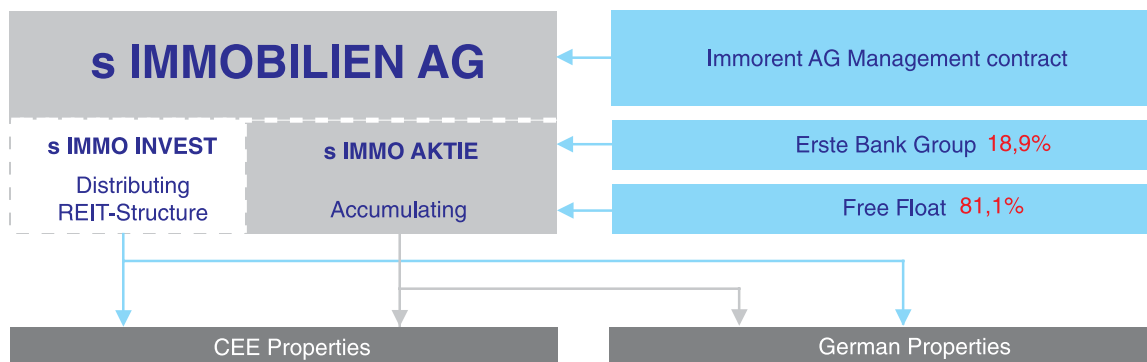 s IMMOBILIEN AG
Immorent AG Management contract
s IMMO INVEST
Distributing
REIT-Structure
s IMMO AKTIE
Accumulating
Erste Bank Group 18,9%
Free Float 81,1%
CEE Properties
German Properties